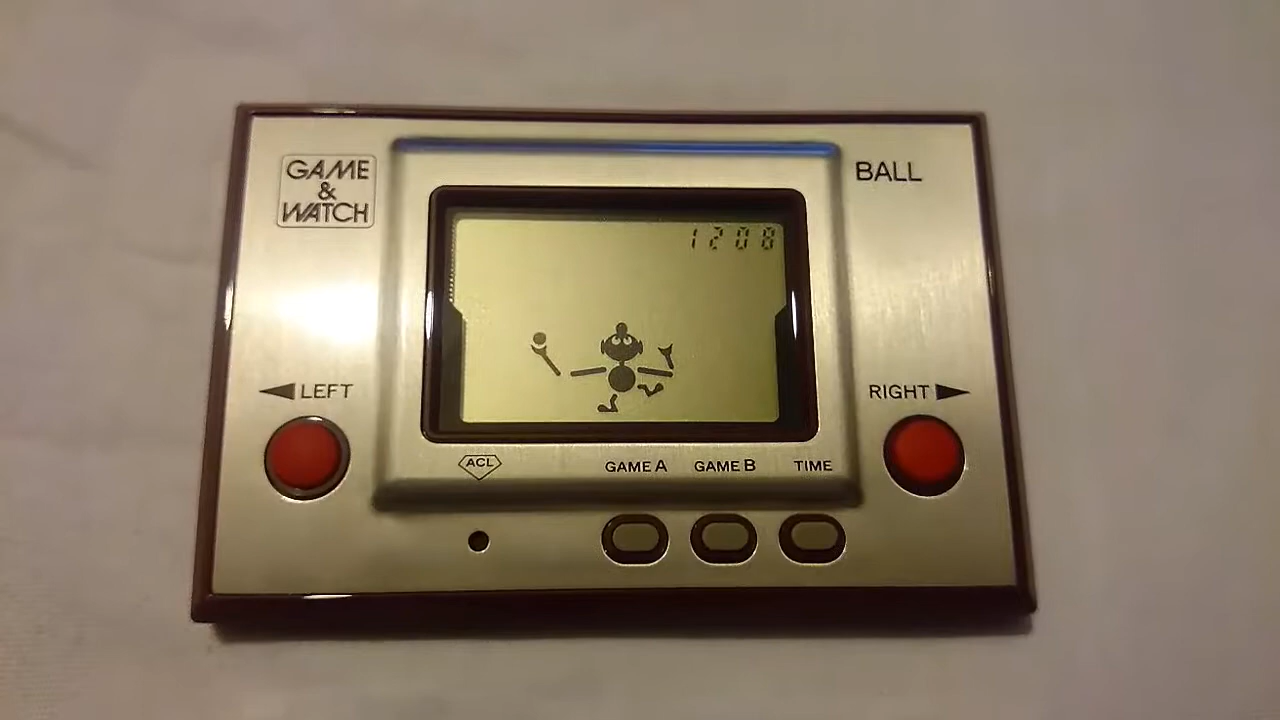 GAME
&
WATCH
BALL
1208
LEFT
RIGHT
ACL
GAME A
GAME B
TIME